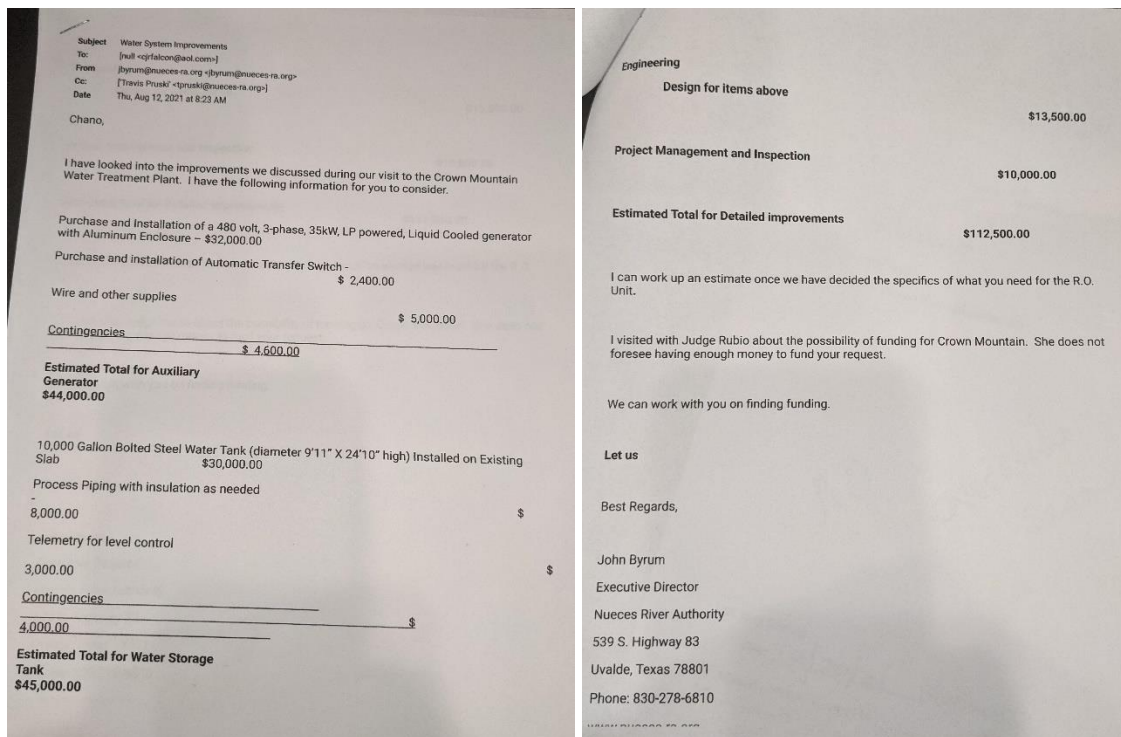 Subject Water System Improvements
To: [null <cjrfalcon@aol.com>]
From jbyrum@nueces-ra.org <jbyrum@nueces-ra.org>
Cc: ["Travis Pruski" <tpruski@nueces-ra.org>]
Date Thu, Aug 12, 2021 at 8:23 AM
Chano,
I have looked into the improvements we discussed during our visit to the Crown Mountain
Water Treatment Plant. I have the following information for you to consider.
Purchase and Installation of a 480 volt, 3-phase, 35kW, LP powered, Liquid Cooled generator
with Aluminum Enclosure – $32,000.00
Purchase and installation of Automatic Transfer Switch -
$ 2,400.00
Wire and other supplies
$ 5,000.00
Contingencies
$ 4,600.00
Estimated Total for Auxiliary
Generator
$44,000.00
10,000 Gallon Bolted Steel Water Tank (diameter 9'11" X 24'10" high) Installed on Existing
Slab $30,000.00
Process Piping with insulation as needed
-
$
8,000.00
Telemetry for level control
$
3,000.00
Contingencies
$
4,000.00
Estimated Total for Water Storage
Tank
$45,000.00
Engineering
Design for items above
$13,500.00
Project Management and Inspection
$10,000.00
Estimated Total for Detailed improvements
$112,500.00
I can work up an estimate once we have decided the specifics of what you need for the R.O.
Unit.
I visited with Judge Rubio about the possibility of funding for Crown Mountain. She does not
foresee having enough money to fund your request.
We can work with you on finding funding.
Let us
Best Regards,
John Byrum
Executive Director
Nueces River Authority
539 S. Highway 83
Uvalde, Texas 78801
Phone: 830-278-6810